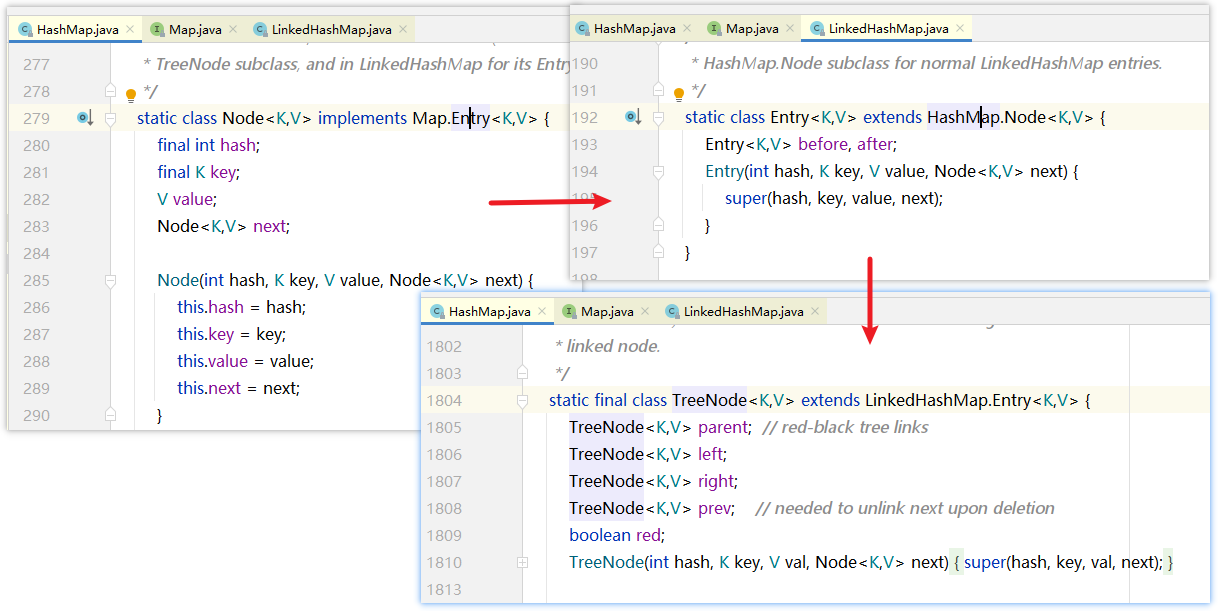 HashMap.java × Map.java × LinkedHashMap.java ×
277 * TreeNode subclass, and in LinkedHashMap for its Entry
278 */
279 static class Node<K,V> implements Map.Entry<K,V> {
280 final int hash;
281 final K key;
282 V value;
283 Node<K,V> next;
284
285 Node(int hash, K key, V value, Node<K,V> next) {
286 this.hash = hash;
287 this.key = key;
288 this.value = value;
289 this.next = next;
290 }
HashMap.java × Map.java × LinkedHashMap.java ×
190 * HashMap.Node subclass for normal LinkedHashMap entries.
191 */
192 static class Entry<K,V> extends HashMap.Node<K,V> {
193 Entry<K,V> before, after;
194 Entry(int hash, K key, V value, Node<K,V> next) {
195 super(hash, key, value, next);
196 }
197 }
198
HashMap.java × Map.java × LinkedHashMap.java ×
1802 * linked node.
1803 */
1804 static final class TreeNode<K,V> extends LinkedHashMap.Entry<K,V> {
1805 TreeNode<K,V> parent; // red-black tree links
1806 TreeNode<K,V> left;
1807 TreeNode<K,V> right;
1808 TreeNode<K,V> prev; // needed to unlink next upon deletion
1809 boolean red;
1810 TreeNode(int hash, K key, V val, Node<K,V> next) { super(hash, key, val, next); }
1813